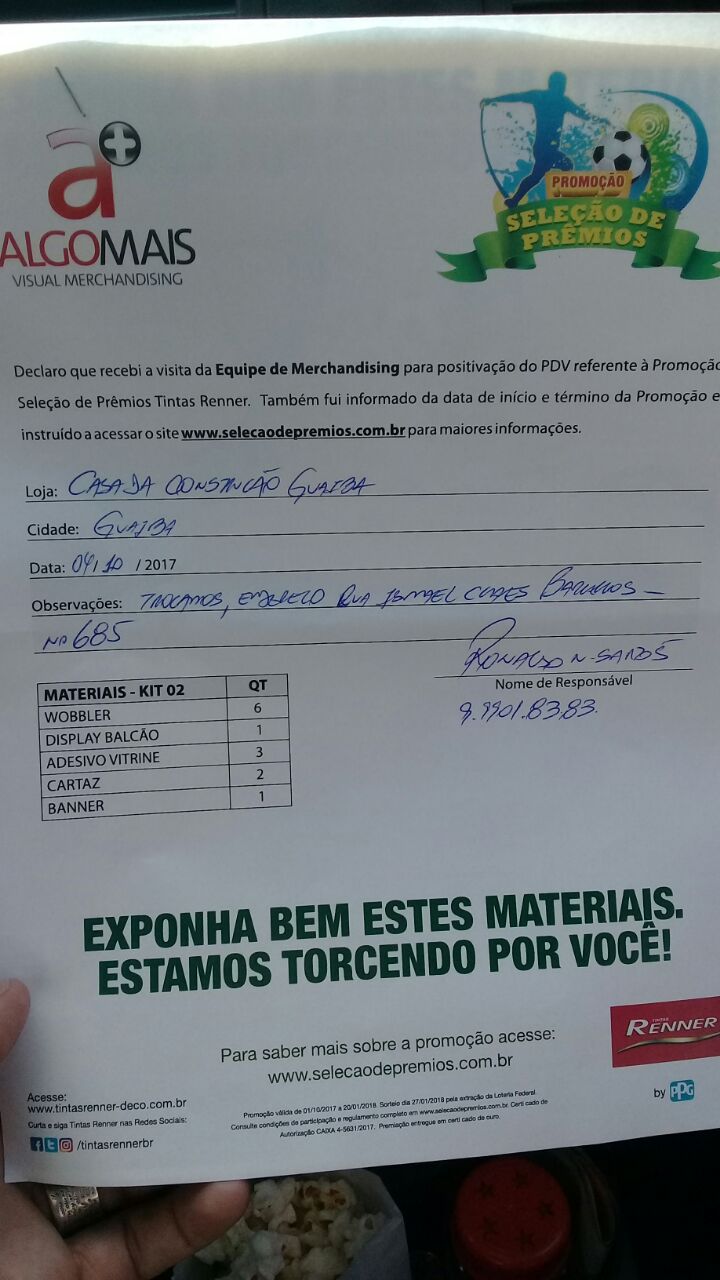 a+
ALGOMAIS
VISUAL MERCHANDISING
PROMOÇÃO
SELEÇÃO DE
PRÊMIOS
Declaro que recebi a visita da Equipe de Merchandising para positivação do PDV referente à Promoção
Seleção de Prêmios Tintas Renner. Também fui informado da data de início e término da Promoção e
instruído a acessar o site www.selecaodepremios.com.br para maiores informações.
Loja: CASA DA CONSTRUÇÃO GUAIBA
Cidade: GUAIBA
Data: 04/10 / 2017
Observações: TROCAMOS, ENDEREÇO RUA ISMAEL
Nº 685
RONALSO N. SANTOS
Nome de Responsável
9.9901.83.83.
MATERIAIS - KIT 02 QT
WOBBLER 6
DISPLAY BALCÃO 1
ADESIVO VITRINE 3
CARTAZ 2
BANNER 1
EXPONHA BEM ESTES MATERIAIS.
ESTAMOS TORCENDO POR VOCÊ!
TINTAS
RENNER
by PPG
Para saber mais sobre a promoção acesse:
www.selecaodepremios.com.br
Acesse:
www.tintasrenner-deco.com.br
Curta e siga Tintas Renner nas Redes Sociais:
/tintasrennerbr
Promoção válida de 01/10/2017 a 20/01/2018. Sorteio dia 27/01/2018 pela extração da Loteria Federal.
Consulte condições de participação e regulamento completo em www.selecaodepremios.com.br. Certi cado de
Autorização CAIXA 4-5631/2017. Premiação entregue em certi cado de ouro.